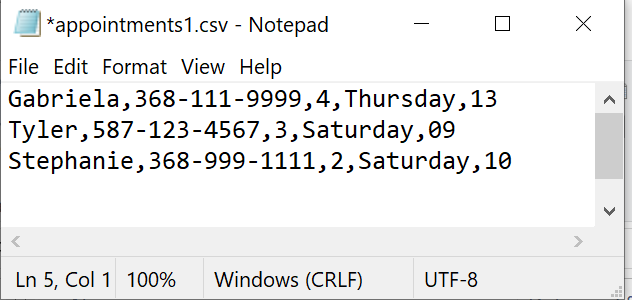 *appointments1.csv - Notepad
File Edit Format View Help
Gabriela,368-111-9999,4,Thursday,13
Tyler,587-123-4567,3,Saturday,09
Stephanie,368-999-1111,2,Saturday,10
Ln 5, Col 1 100% Windows (CRLF) UTF-8